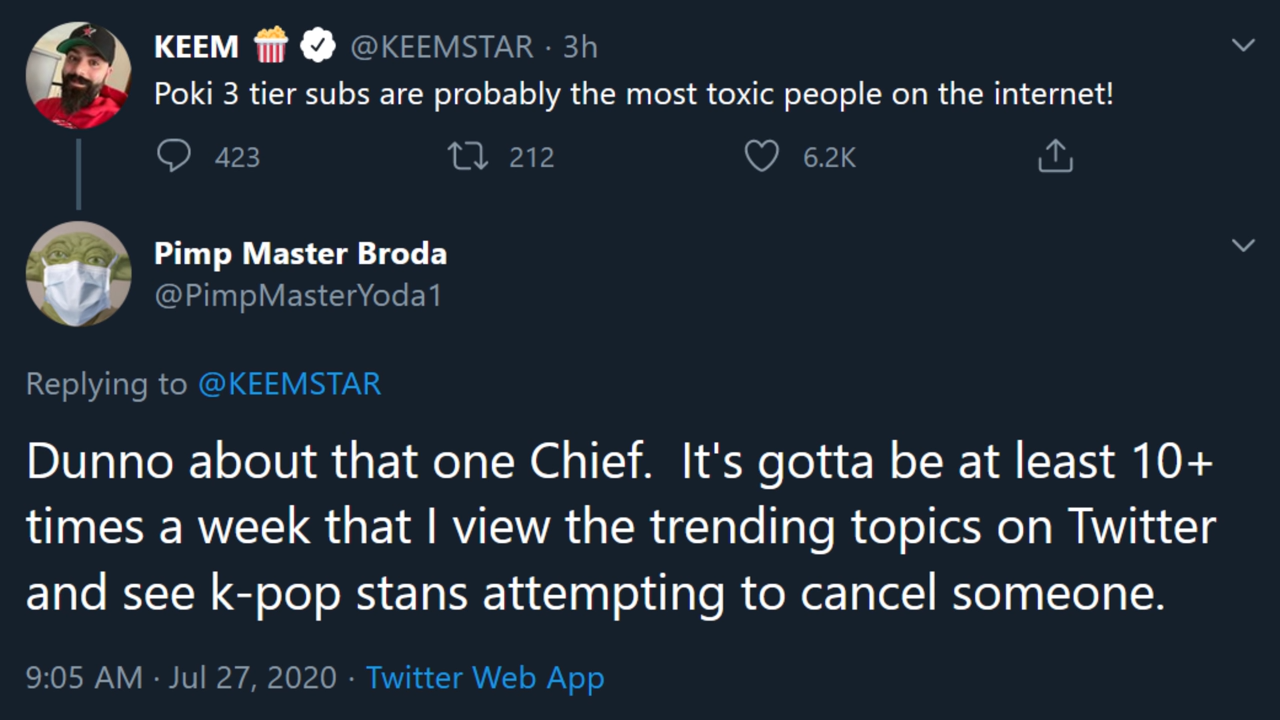 KEEM 🍿 @KEEMSTAR · 3h
Poki 3 tier subs are probably the most toxic people on the internet!
423 212 6.2K
Pimp Master Broda
@PimpMasterYoda1
Replying to @KEEMSTAR
Dunno about that one Chief.  It's gotta be at least 10+
times a week that I view the trending topics on Twitter
and see k-pop stans attempting to cancel someone.
9:05 AM · Jul 27, 2020 · Twitter Web App